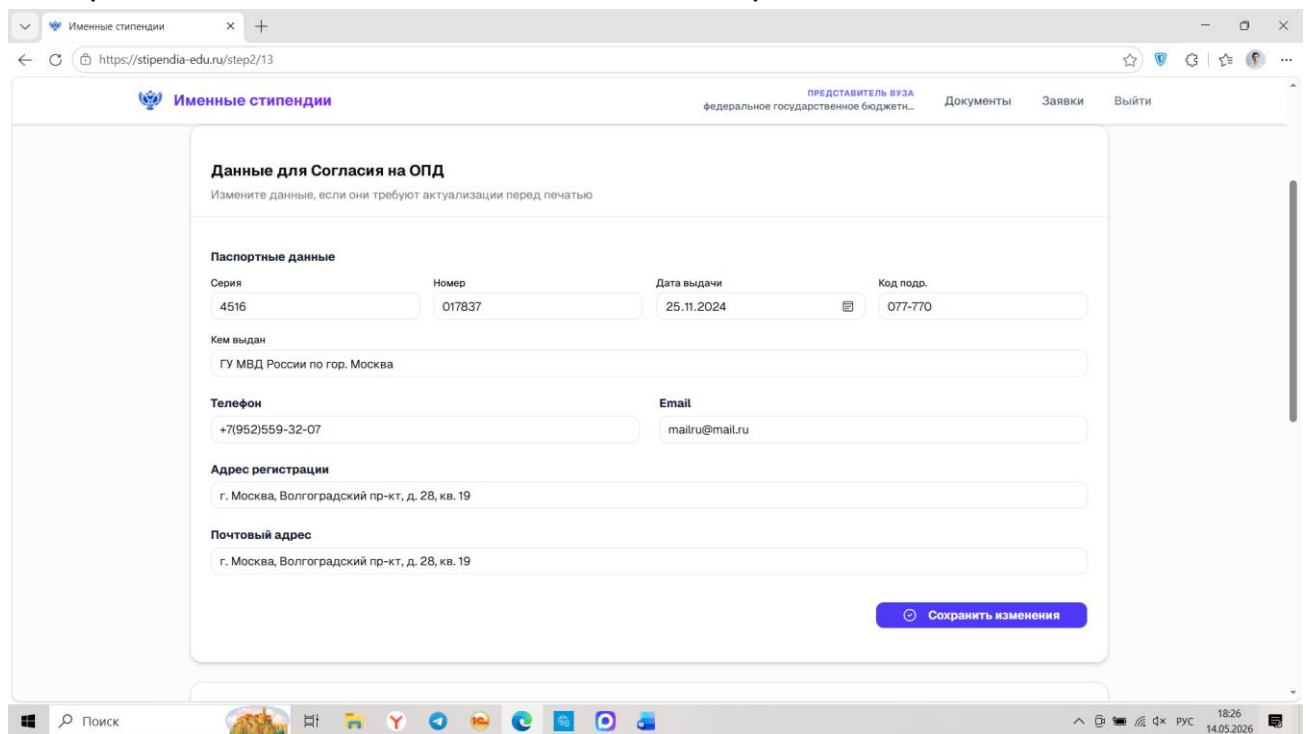 Именные стипендии
https://stipendia-edu.ru/step2/13
Именные стипендии
ПРЕДСТАВИТЕЛЬ ВУЗА
федеральное государственное бюджетн...
Документы
Заявки
Выйти
Данные для Согласия на ОПД
Измените данные, если они требуют актуализации перед печатью
Паспортные данные
Серия Номер Дата выдачи Код подр.
4516 017837 25.11.2024 077-770
Кем выдан
ГУ МВД России по гор. Москва
Телефон Email
+7(952)559-32-07 mailru@mail.ru
Адрес регистрации
г. Москва, Волгоградский пр-кт, д. 28, кв. 19
Почтовый адрес
г. Москва, Волгоградский пр-кт, д. 28, кв. 19
Сохранить изменения
Поиск
РУС
18:26
14.05.2026